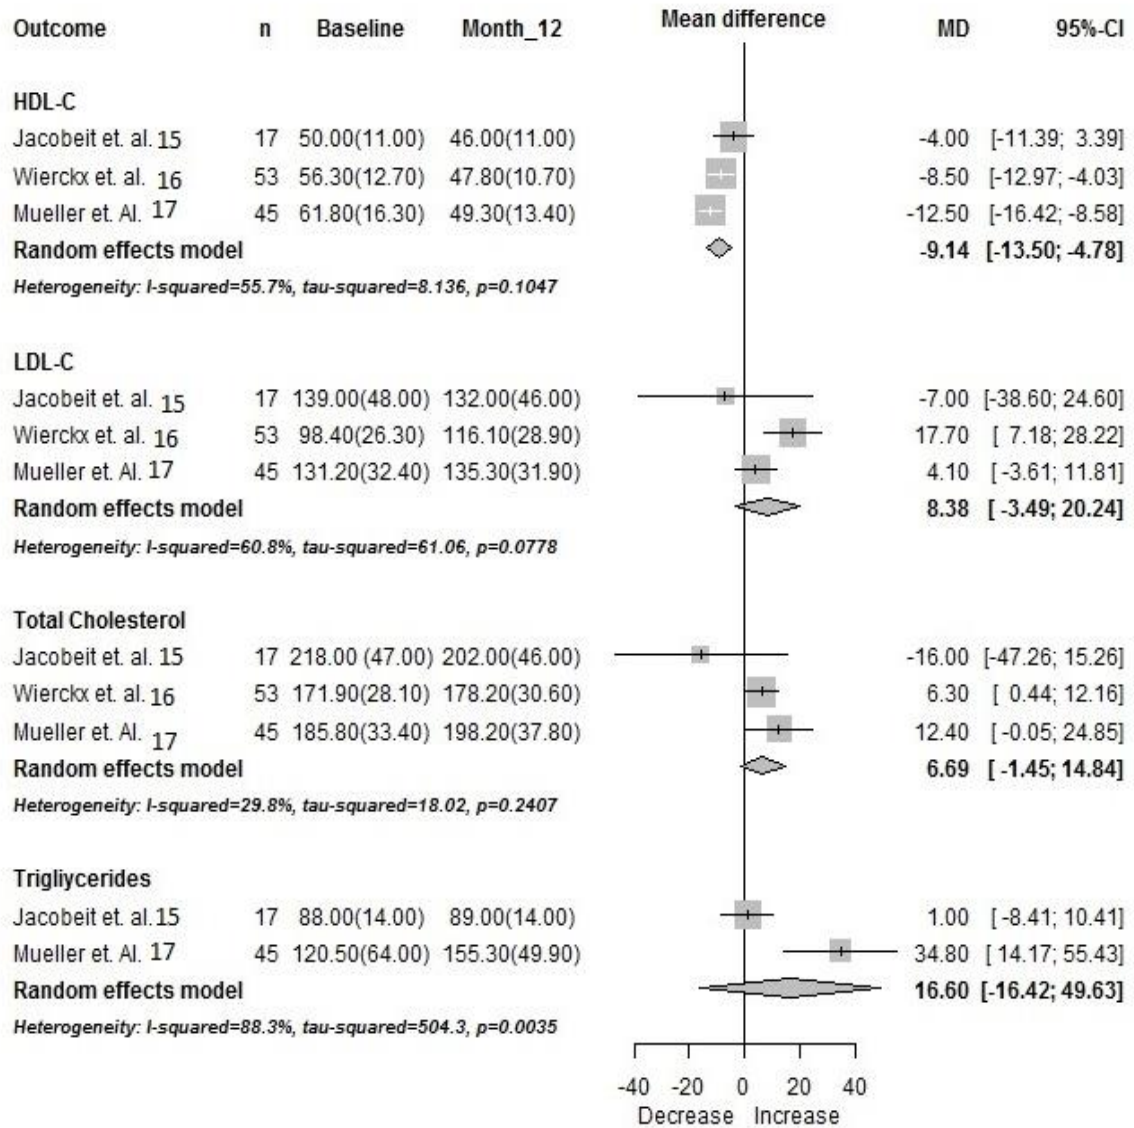 Outcome n Baseline Month_12 Mean difference MD 95%-CI
HDL-C
Jacobeit et. al. 15 17 50.00(11.00) 46.00(11.00) -4.00 [-11.39; 3.39]
Wierckx et. al. 16 53 56.30(12.70) 47.80(10.70) -8.50 [-12.97; -4.03]
Mueller et. Al. 17 45 61.80(16.30) 49.30(13.40) -12.50 [-16.42; -8.58]
Random effects model -9.14 [-13.50; -4.78]
Heterogeneity: I-squared=55.7%, tau-squared=8.136, p=0.1047
LDL-C
Jacobeit et. al. 15 17 139.00(48.00) 132.00(46.00) -7.00 [-38.60; 24.60]
Wierckx et. al. 16 53 98.40(26.30) 116.10(28.90) 17.70 [ 7.18; 28.22]
Mueller et. Al. 17 45 131.20(32.40) 135.30(31.90) 4.10 [ -3.61; 11.81]
Random effects model 8.38 [ -3.49; 20.24]
Heterogeneity: I-squared=60.8%, tau-squared=61.06, p=0.0778
Total Cholesterol
Jacobeit et. al. 15 17 218.00 (47.00) 202.00(46.00) -16.00 [-47.26; 15.26]
Wierckx et. al. 16 53 171.90(28.10) 178.20(30.60) 6.30 [ 0.44; 12.16]
Mueller et. Al. 17 45 185.80(33.40) 198.20(37.80) 12.40 [ -0.05; 24.85]
Random effects model 6.69 [ -1.45; 14.84]
Heterogeneity: I-squared=29.8%, tau-squared=18.02, p=0.2407
Trigliycerides
Jacobeit et. al. 15 17 88.00(14.00) 89.00(14.00) 1.00 [ -8.41; 10.41]
Mueller et. Al. 17 45 120.50(64.00) 155.30(49.90) 34.80 [ 14.17; 55.43]
Random effects model 16.60 [-16.42; 49.63]
Heterogeneity: I-squared=88.3%, tau-squared=504.3, p=0.0035
-40 -20 0 20 40
Decrease Increase